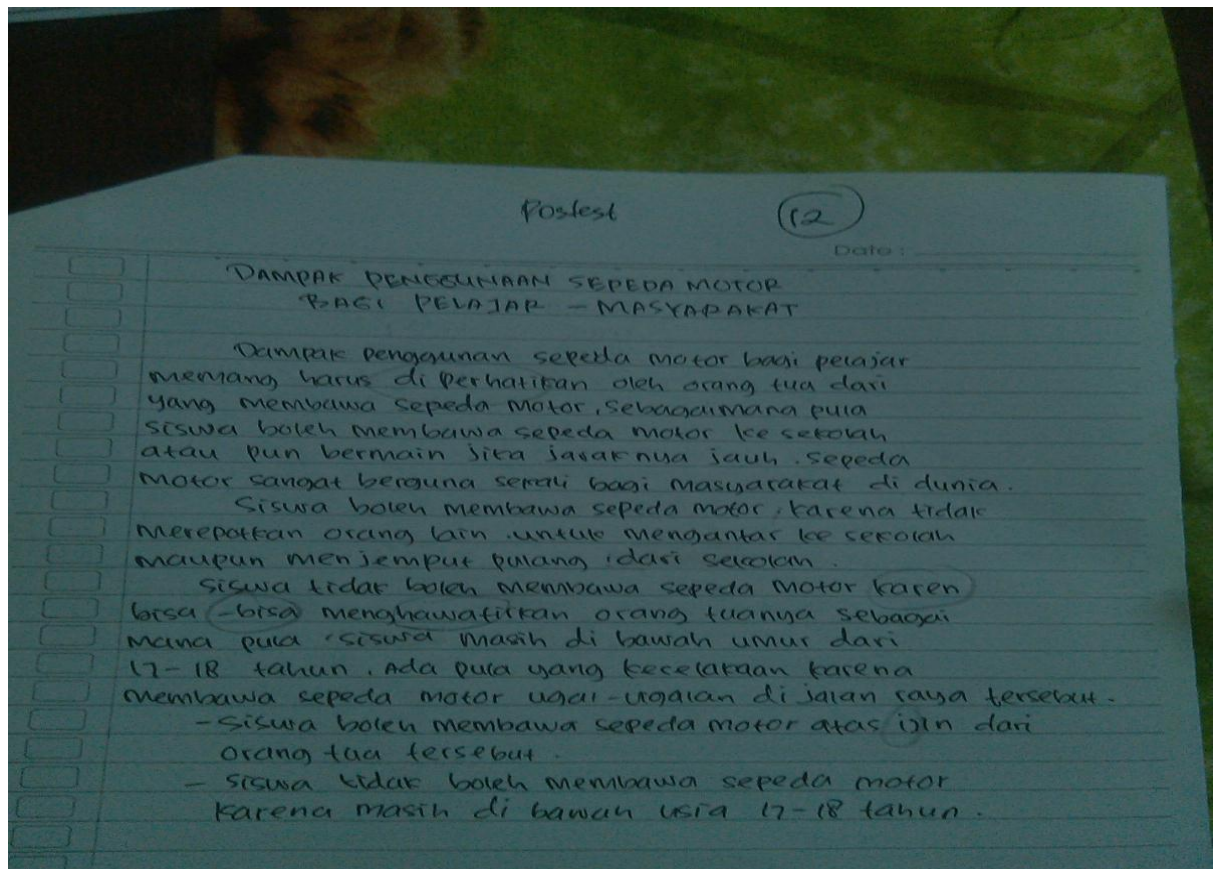 Postest
12
Date :
DAMPAK PENGGUNAAN SEPEDA MOTOR
BAGI PELAJAR - MASYARAKAT
Dampak penggunan sepeda motor bagi pelajar
memang harus di perhatikan oleh orang tua dari
yang membawa sepeda motor, sebagaimana pula
siswa boleh membawa sepeda motor ke sekolah
atau pun bermain jika jaraknya jauh. sepeda
motor sangat berguna sekali bagi masyarakat di dunia.
Siswa boleh membawa sepeda motor, karena tidak
merepotkan orang lain untuk mengantar ke sekolah
maupun menjemput pulang dari sekolah.
Siswa tidak boleh membawa sepeda motor karen
bisa -bisa menghawatirkan orang tuanya sebagai
mana pula siswa masih di bawah umur dari
17-18 tahun. Ada pula yang kecelakaan karena
membawa sepeda motor ugal-ugalan di jalan raya tersebut.
- Siswa boleh membawa sepeda motor atas izin dari
orang tua tersebut.
- Siswa tidak boleh membawa sepeda motor
karena masih di bawah usia 17-18 tahun.